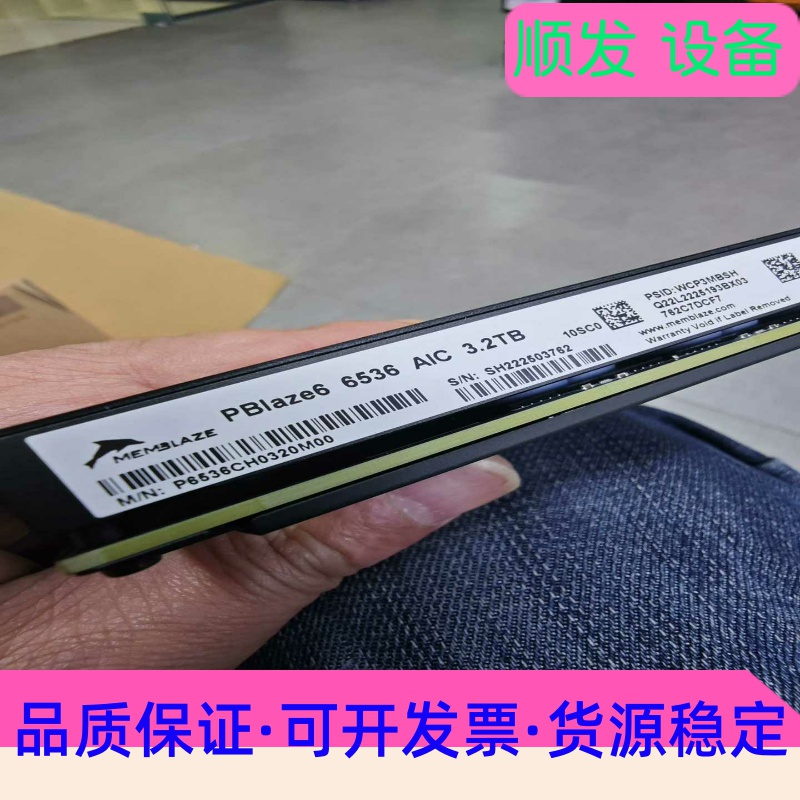 顺发 设备
PSID:WCP3MBSH
Q22L2225193BX03
762C7DCF7
www.memblaze.com
Warranty Void if Label Removed
10SC0
PBlaze6 6536 AIC 3.2TB
S/N: SH222503762
MEMBLAZE
M/N: P6536CH0320M00
品质保证·可开发票·货源稳定